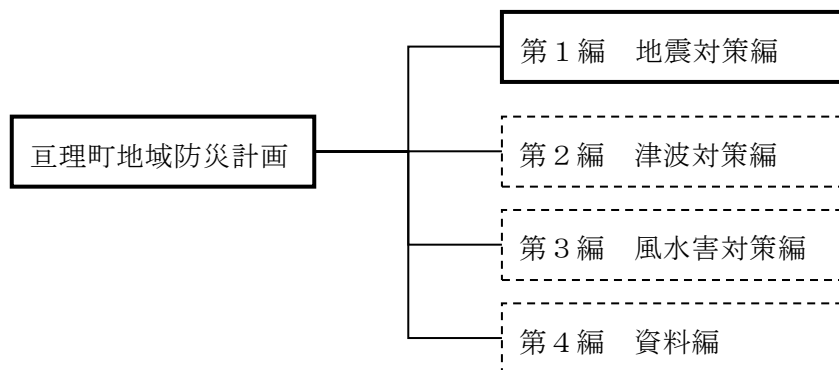 第１編　地震対策編
亘理町地域防災計画
第２編　津波対策編
第３編　風水害対策編
第４編　資料編